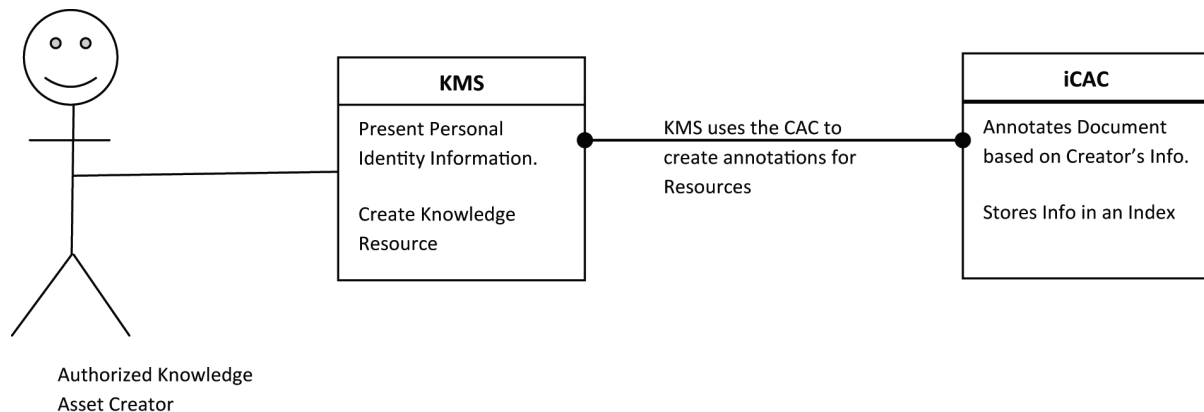 KMS
Present Personal
Identity Information.
Create Knowledge
Resource
KMS uses the CAC to
create annotations for
Resources
iCAC
Annotates Document
based on Creator’s Info.
Stores Info in an Index
Authorized Knowledge
Asset Creator